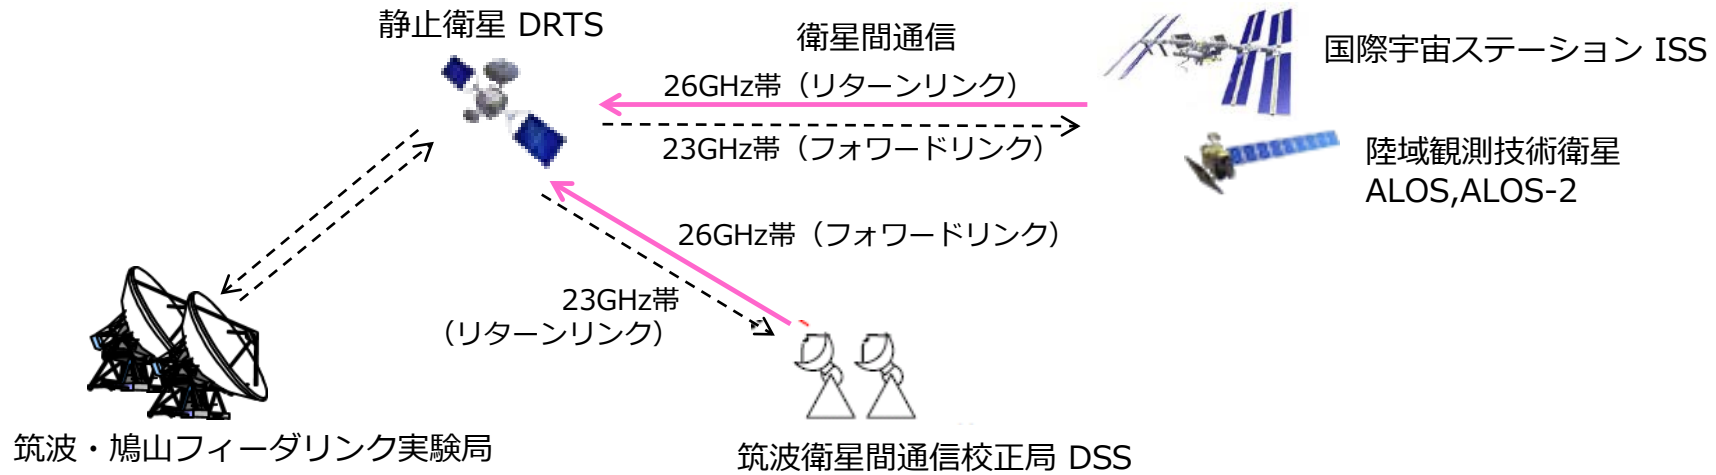 静止衛星 DRTS
衛星間通信
国際宇宙ステーション ISS
26GHz帯（リターンリンク）
23GHz帯（フォワードリンク）
陸域観測技術衛星
ALOS,ALOS-2
26GHz帯（フォワードリンク）
23GHz帯
（リターンリンク）
筑波・鳩山フィーダリンク実験局
筑波衛星間通信校正局 DSS